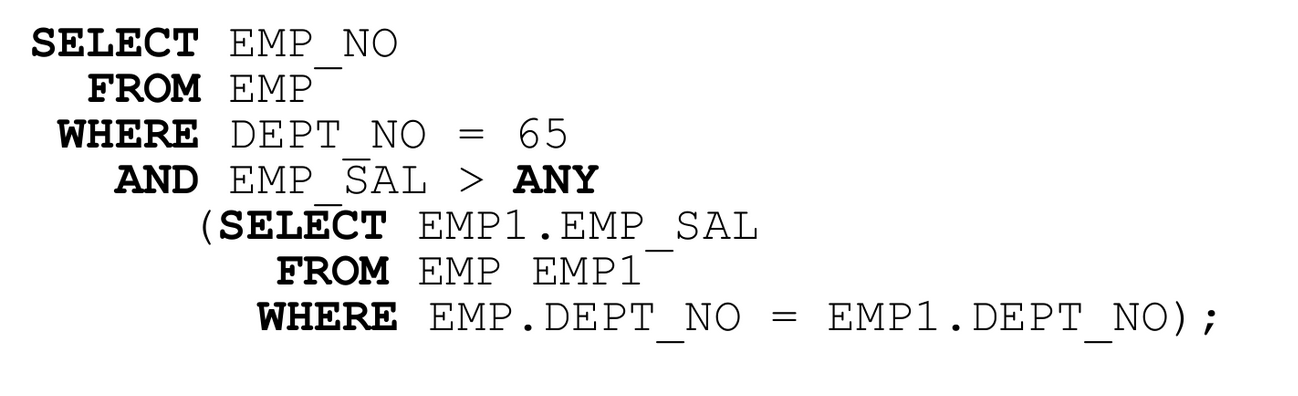 SELECT EMP_NO
FROM EMP
WHERE DEPT_NO = 65
AND EMP_SAL > ANY
(SELECT EMP1.EMP_SAL
FROM EMP EMP1
WHERE EMP.DEPT_NO = EMP1.DEPT_NO);